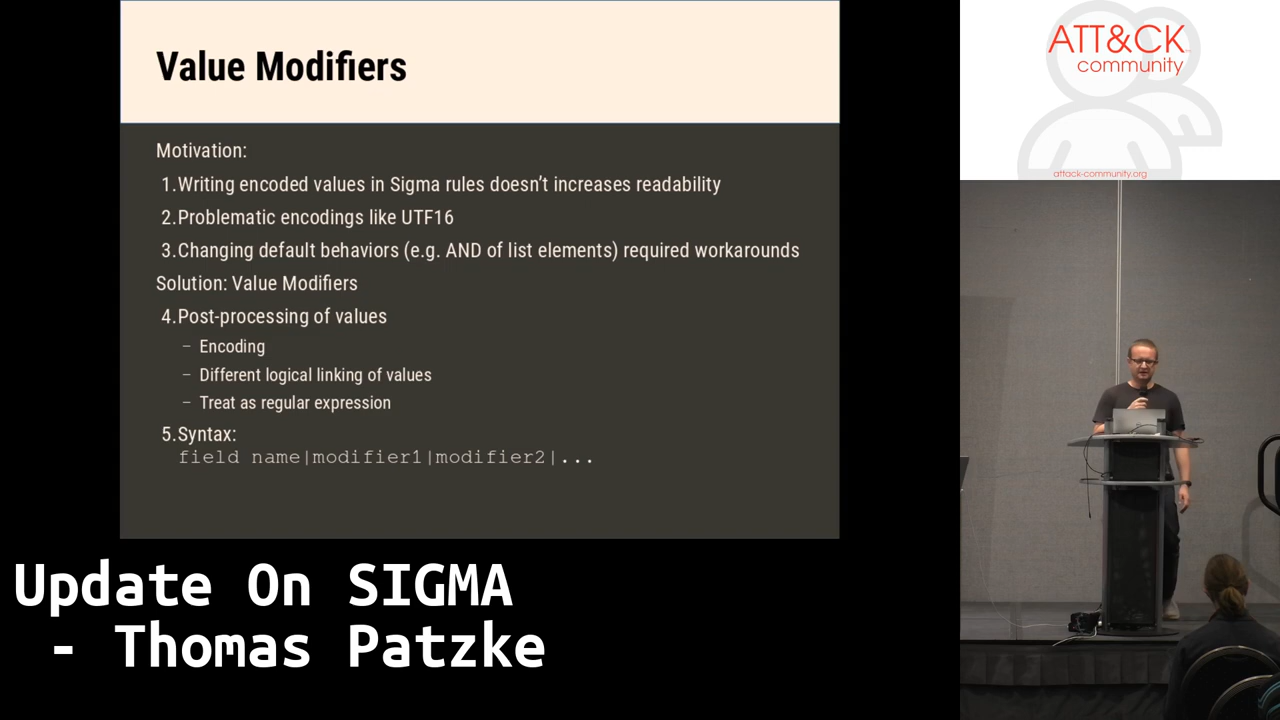 Value Modifiers
Motivation:
1.Writing encoded values in Sigma rules doesn't increases readability
2.Problematic encodings like UTF16
3.Changing default behaviors (e.g. AND of list elements) required workarounds
Solution: Value Modifiers
4.Post-processing of values
– Encoding
– Different logical linking of values
– Treat as regular expression
5.Syntax:
field name|modifier1|modifier2|...
Update On SIGMA
- Thomas Patzke
ATT&CK
community
attack-community.org